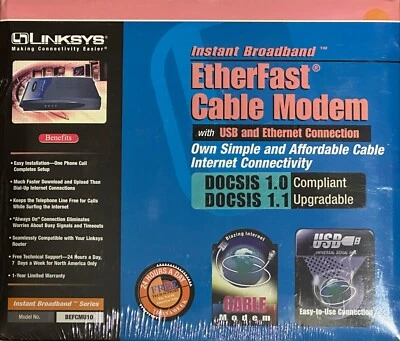 LINKSYS®
Making Connectivity Easier®
Instant Broadband™
EtherFast®
Cable Modem
with USB and Ethernet Connection
Own Simple and Affordable Cable
Internet Connectivity
DOCSIS 1.0 Compliant
DOCSIS 1.1 Upgradable
Benefits
• Easy Installation—One Phone Call
Completes Setup
• Much Faster Download and Upload Than
Dial-Up Internet Connections
• Keeps the Telephone Line Free for Calls
While Surfing the Internet
• "Always On" Connection Eliminates
Worries About Busy Signals and Timeouts
• Seamlessly Compatible with Your Linksys
Router
• Free Technical Support—24 Hours a Day,
7 Days a Week for North America Only
• 1-Year Limited Warranty
Instant Broadband™ Series
Model No. BEFCMU10
24 HOURS A DAY
FREE
Blazing Internet
CABLE
Modem
USB
Easy-to-Use Connection